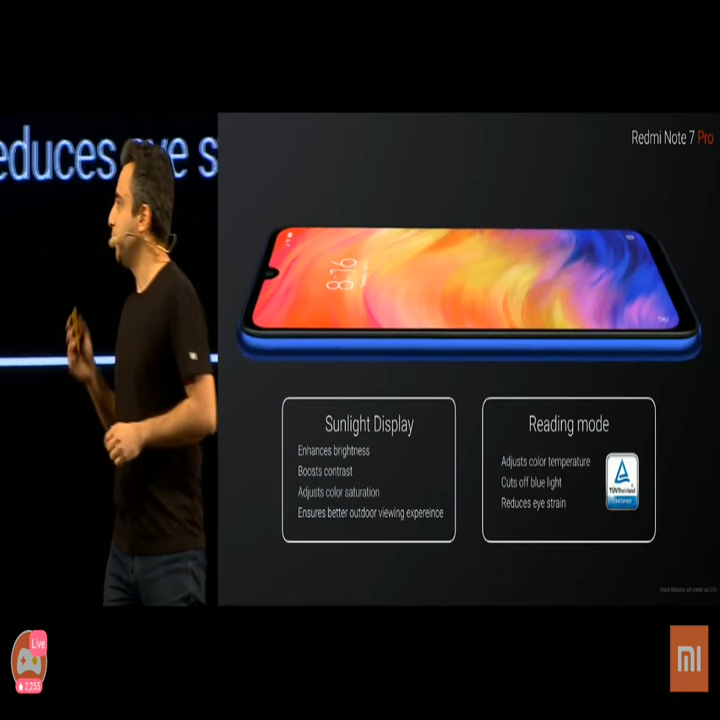 educes eye s
Redmi Note 7 Pro
8:16
Sunlight Display
Enhances brightness
Boosts contrast
Adjusts color saturation
Ensures better outdoor viewing expereince
Reading mode
Adjusts color temperature
Cuts off blue light
Reduces eye strain
TÜVRheinland
CERTIFIED
Live
2,255
mi